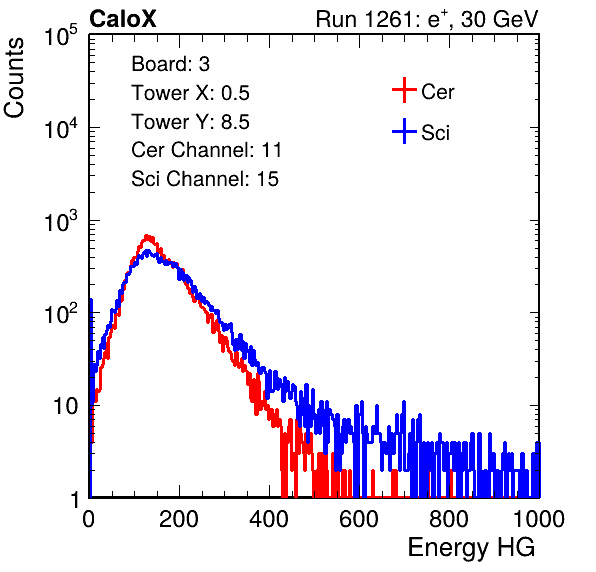 CaloX Run 1261: e⁺, 30 GeV
Counts
10⁵
10⁴
10³
10²
10
1
Board: 3
Tower X: 0.5
Tower Y: 8.5
Cer Channel: 11
Sci Channel: 15
Cer
Sci
0 200 400 600 800 1000
Energy HG